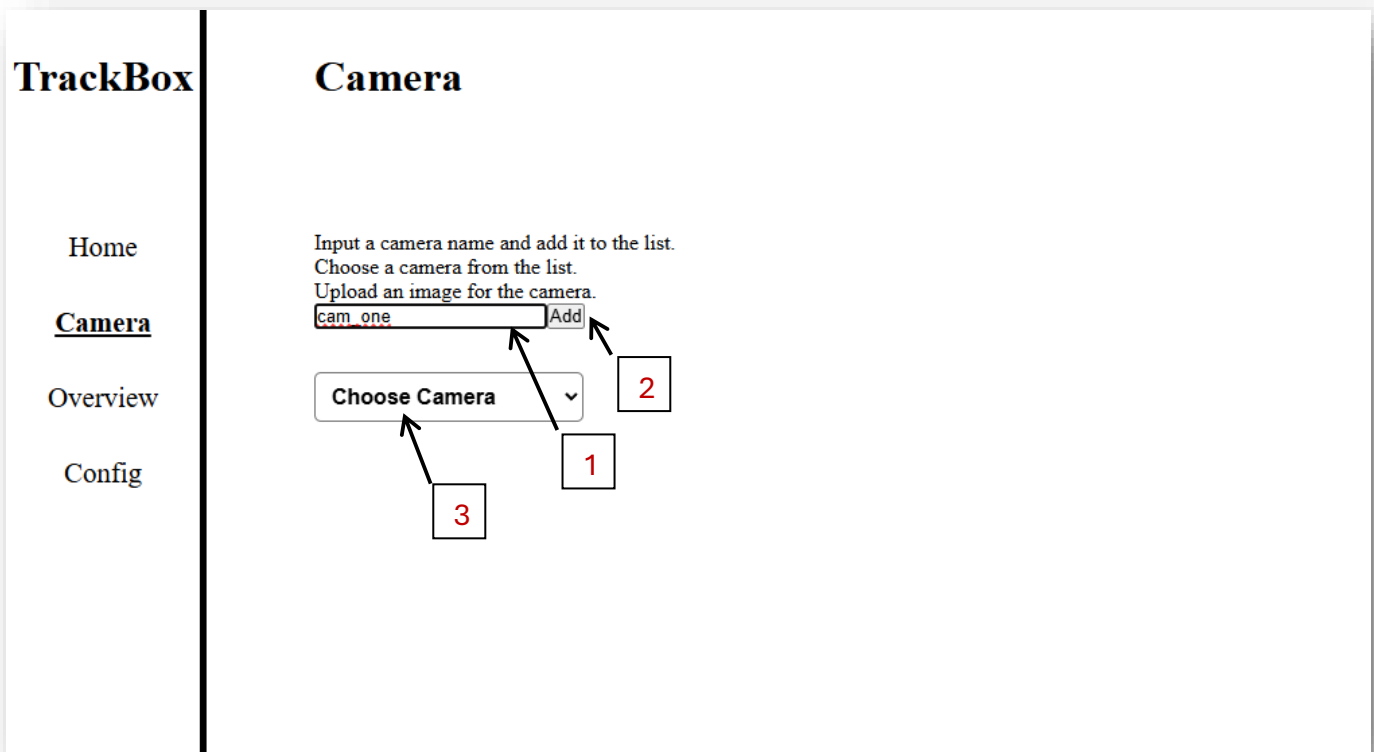 TrackBox
Home
Camera
Overview
Config
Camera
Input a camera name and add it to the list.
Choose a camera from the list.
Upload an image for the camera.
cam_one Add
Choose Camera
2
1
3